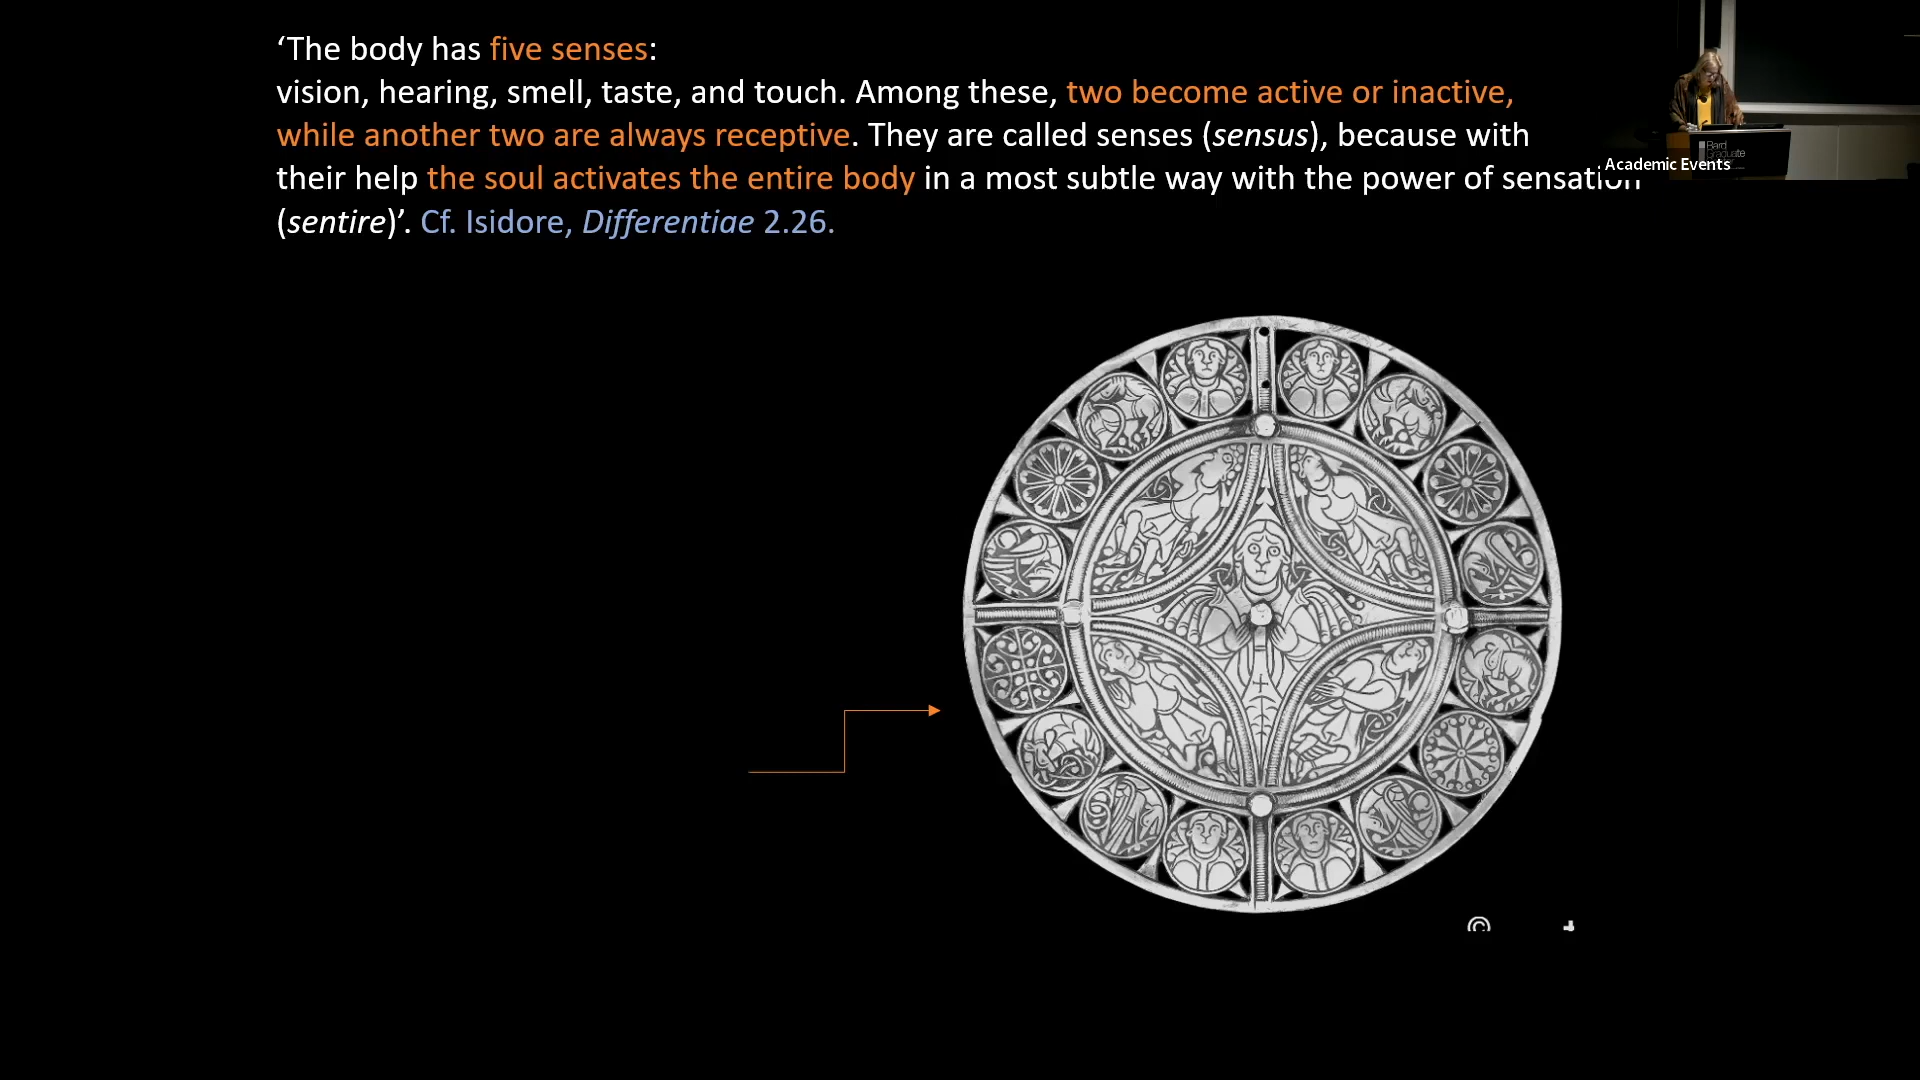 ‘The body has five senses:
vision, hearing, smell, taste, and touch. Among these, two become active or inactive,
while another two are always receptive. They are called senses (sensus), because with
their help the soul activates the entire body in a most subtle way with the power of sensation
(sentire)’. Cf. Isidore, Differentiae 2.26.
Bard
Graduate
Academic Events
©